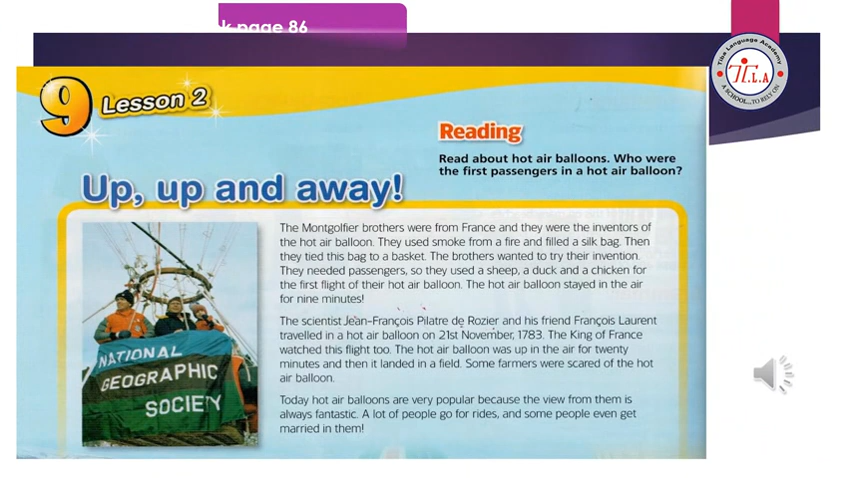 k page 86
Tiba Language Academy
T.L.A
A SCHOOL...TO RELY ON
9 Lesson 2
Reading
Read about hot air balloons. Who were
the first passengers in a hot air balloon?
Up, up and away!
The Montgolfier brothers were from France and they were the inventors of
the hot air balloon. They used smoke from a fire and filled a silk bag. Then
they tied this bag to a basket. The brothers wanted to try their invention.
They needed passengers, so they used a sheep, a duck and a chicken for
the first flight of their hot air balloon. The hot air balloon stayed in the air
for nine minutes!
The scientist Jean-François Pilatre de Rozier and his friend François Laurent
travelled in a hot air balloon on 21st November, 1783. The King of France
watched this flight too. The hot air balloon was up in the air for twenty
minutes and then it landed in a field. Some farmers were scared of the hot
air balloon.
Today hot air balloons are very popular because the view from them is
always fantastic. A lot of people go for rides, and some people even get
married in them!
NATIONAL
GEOGRAPHIC
SOCIETY